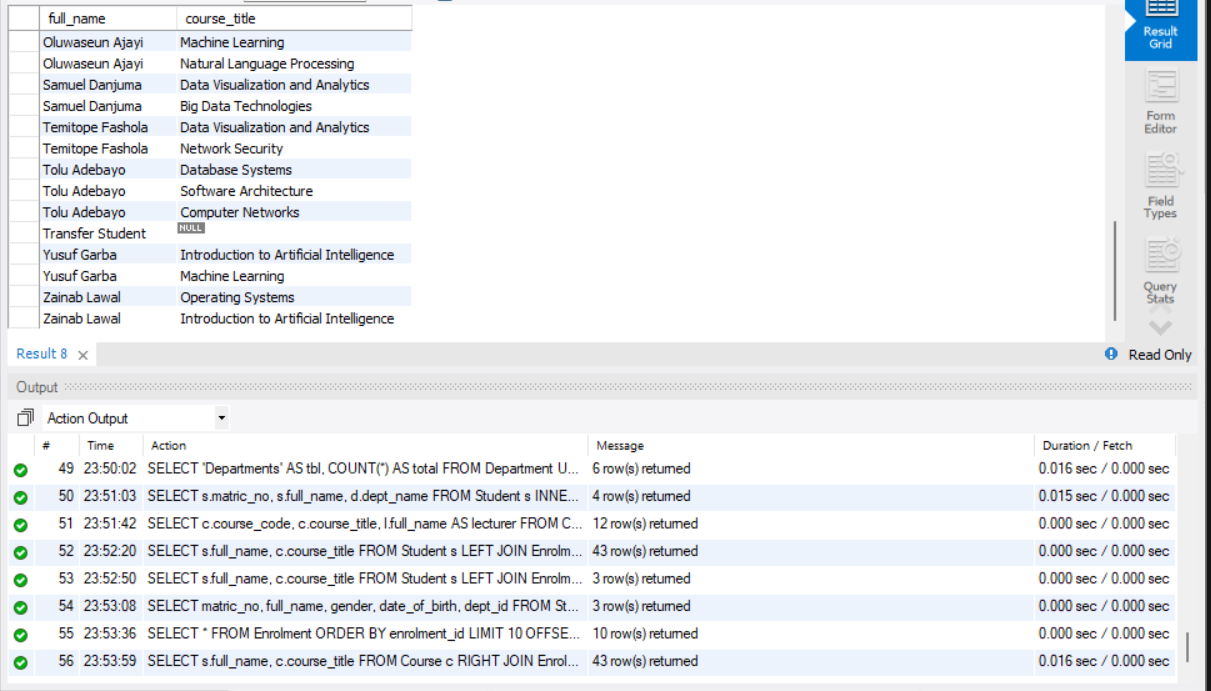 full_name course_title
Oluwaseun Ajayi Machine Learning
Oluwaseun Ajayi Natural Language Processing
Samuel Danjuma Data Visualization and Analytics
Samuel Danjuma Big Data Technologies
Temitope Fashola Data Visualization and Analytics
Temitope Fashola Network Security
Tolu Adebayo Database Systems
Tolu Adebayo Software Architecture
Tolu Adebayo Computer Networks
Transfer Student NULL
Yusuf Garba Introduction to Artificial Intelligence
Yusuf Garba Machine Learning
Zainab Lawal Operating Systems
Zainab Lawal Introduction to Artificial Intelligence
Result
Grid
Form
Editor
Field
Types
Query
Stats
Result 8
Read Only
Output
Action Output
# Time Action Message Duration / Fetch
49 23:50:02 SELECT 'Departments' AS tbl, COUNT(*) AS total FROM Department U... 6 row(s) returned 0.016 sec / 0.000 sec
50 23:51:03 SELECT s.matric_no, s.full_name, d.dept_name FROM Student s INNE... 4 row(s) returned 0.015 sec / 0.000 sec
51 23:51:42 SELECT c.course_code, c.course_title, l.full_name AS lecturer FROM C... 12 row(s) returned 0.000 sec / 0.000 sec
52 23:52:20 SELECT s.full_name, c.course_title FROM Student s LEFT JOIN Enrolm... 43 row(s) returned 0.000 sec / 0.000 sec
53 23:52:50 SELECT s.full_name, c.course_title FROM Student s LEFT JOIN Enrolm... 3 row(s) returned 0.000 sec / 0.000 sec
54 23:53:08 SELECT matric_no, full_name, gender, date_of_birth, dept_id FROM St... 3 row(s) returned 0.000 sec / 0.000 sec
55 23:53:36 SELECT * FROM Enrolment ORDER BY enrolment_id LIMIT 10 OFFSE... 10 row(s) returned 0.000 sec / 0.000 sec
56 23:53:59 SELECT s.full_name, c.course_title FROM Course c RIGHT JOIN Enrol... 43 row(s) returned 0.016 sec / 0.000 sec